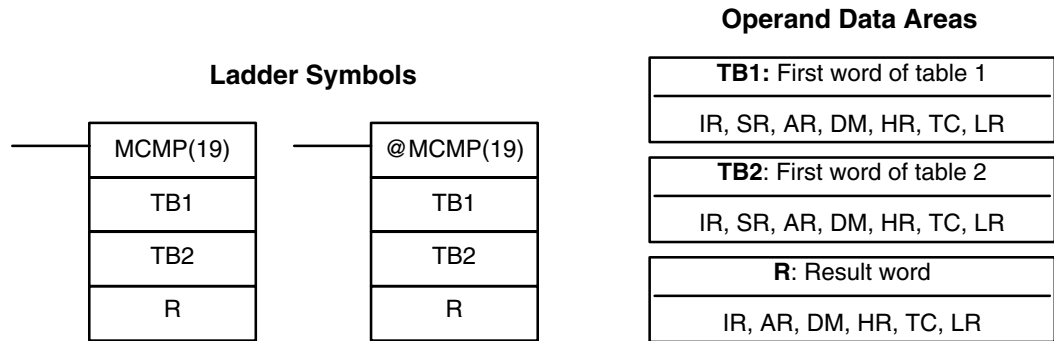 Ladder Symbols
MCMP(19)
TB1
TB2
R
@MCMP(19)
TB1
TB2
R
Operand Data Areas
TB1: First word of table 1
IR, SR, AR, DM, HR, TC, LR
TB2: First word of table 2
IR, SR, AR, DM, HR, TC, LR
R: Result word
IR, AR, DM, HR, TC, LR